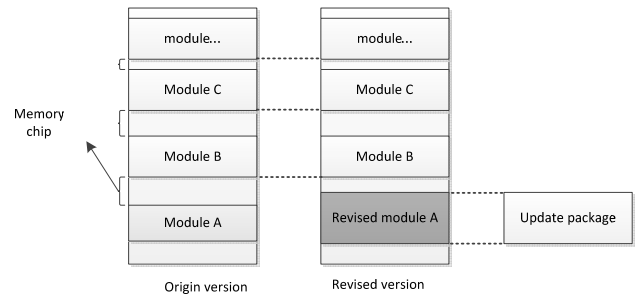 module...
module...
Module C
Module C
Memory
chip
Module B
Module B
Module A
Revised module A
Update package
Origin version
Revised version